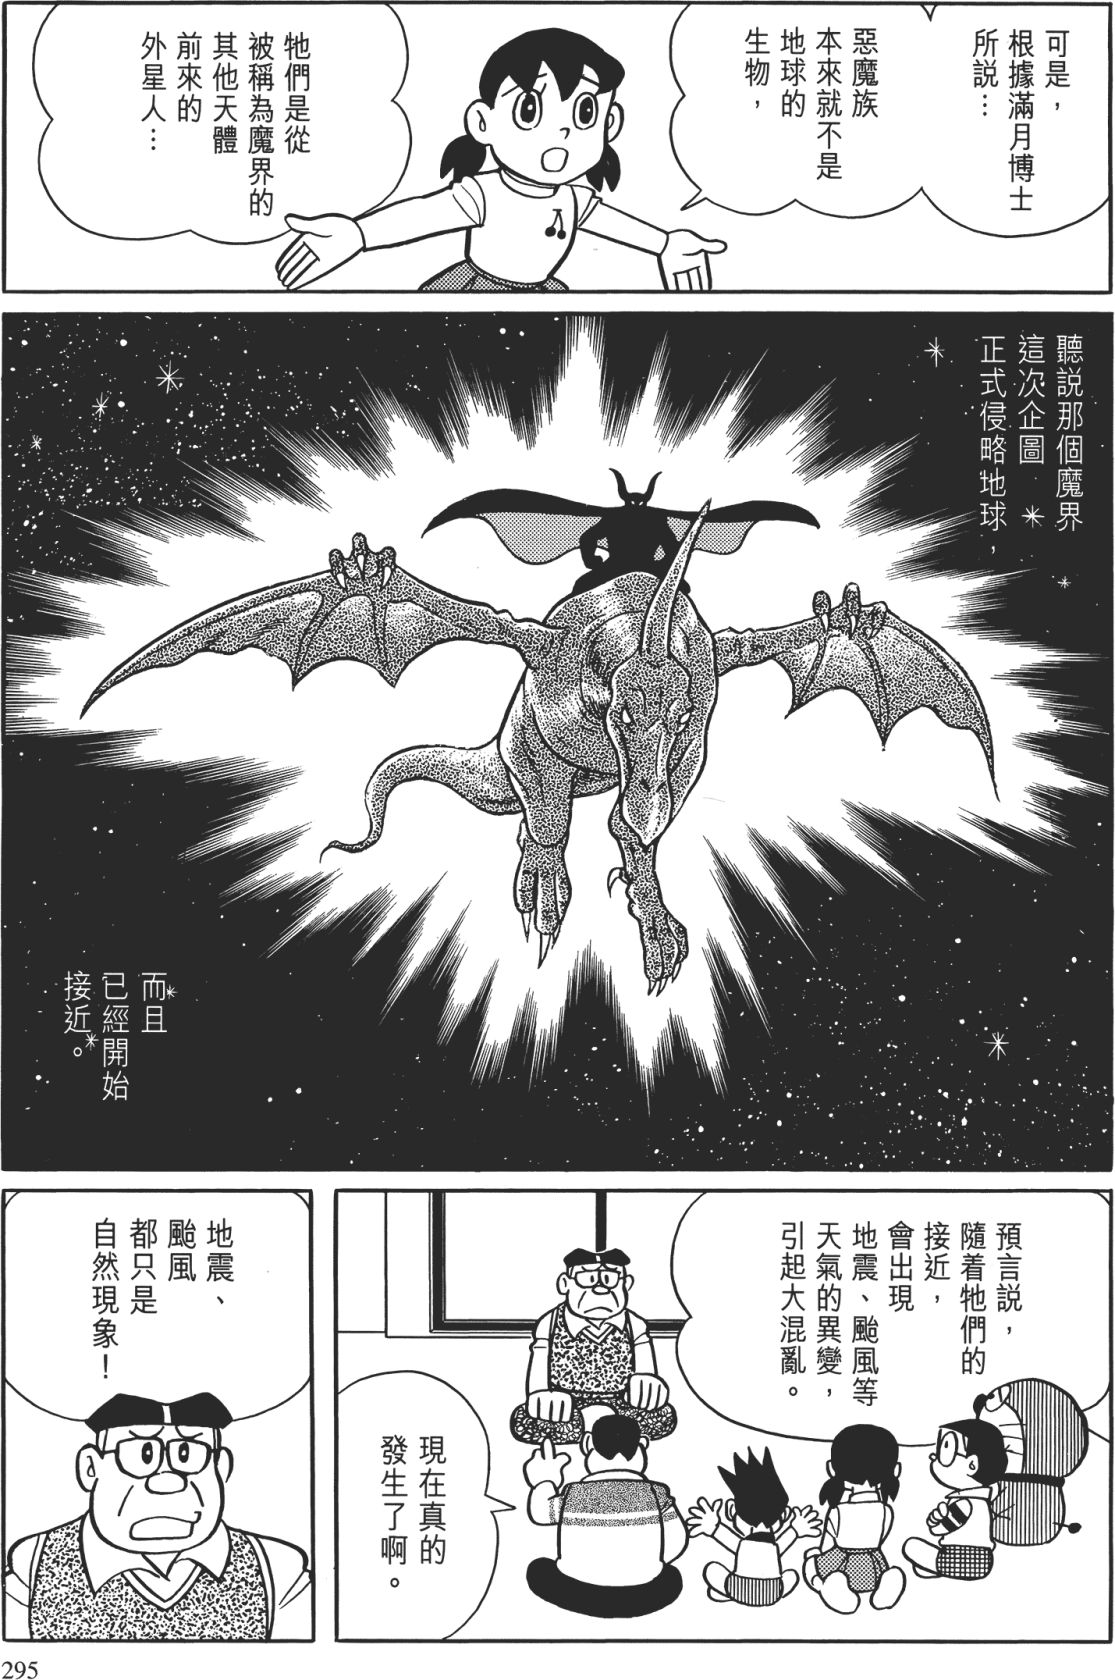 可是，
根據滿月博士
所說…
惡魔族
本來就不是
地球的
生物，
牠們是從
被稱為魔界的
其他天體
前來的
外星人…
聽說那個魔界
這次企圖
正式侵略地球，
而且
已經開始
接近。
預言說，
隨着牠們的
接近，
會出現
地震、颱風等
天氣的異變，
引起大混亂。
現在真的
發生了啊。
地震、
颱風
都只是
自然現象！
295